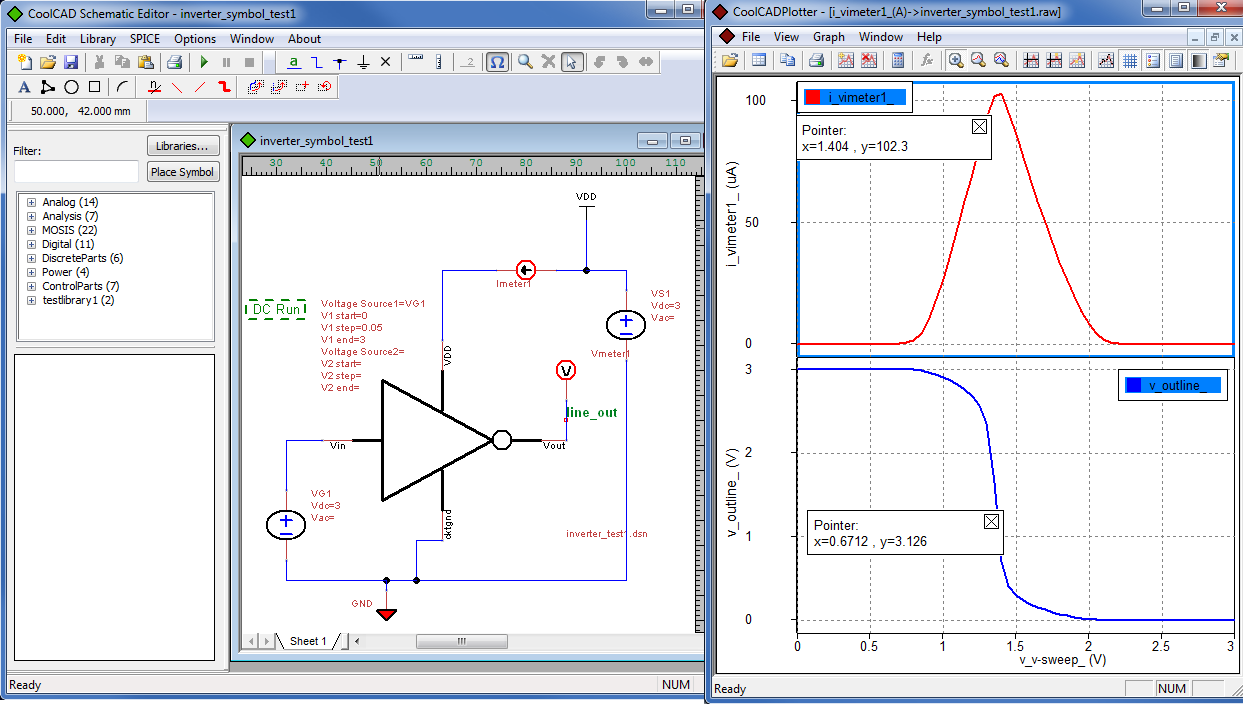 CoolCAD Schematic Editor - inverter_symbol_test1
File Edit Library SPICE Options Window About
50.000, 42.000 mm
Filter:
Libraries...
Place Symbol
Analog (14)
Analysis (7)
MOSIS (22)
Digital (11)
DiscreteParts (6)
Power (4)
ControlParts (7)
testlibrary1 (2)
inverter_symbol_test1
30 40 50 60 70 80 90 100 110
VDD
Imeter1
DC Run
Voltage Source1=VG1
V1 start=0
V1 step=0.05
V1 end=3
Voltage Source2=
V2 start=
V2 step=
V2 end=
VS1
Vdc=3
Vac=
Vmeter1
VDD
V
line_out
Vin
Vout
VG1
Vdc=3
Vac=
cktgnd
inverter_test1.dsn
GND
Sheet 1
Ready
NUM
CoolCADPlotter - [i_vimeter1_(A)->inverter_symbol_test1.raw]
File View Graph Window Help
i_vimeter1_
Pointer:
x=1.404 , y=102.3
100
50
0
i_vimeter1_ (uA)
v_outline_
Pointer:
x=0.6712 , y=3.126
3
2
1
0
v_outline_ (V)
0 0.5 1 1.5 2 2.5 3
v_v-sweep_ (V)
Ready
NUM